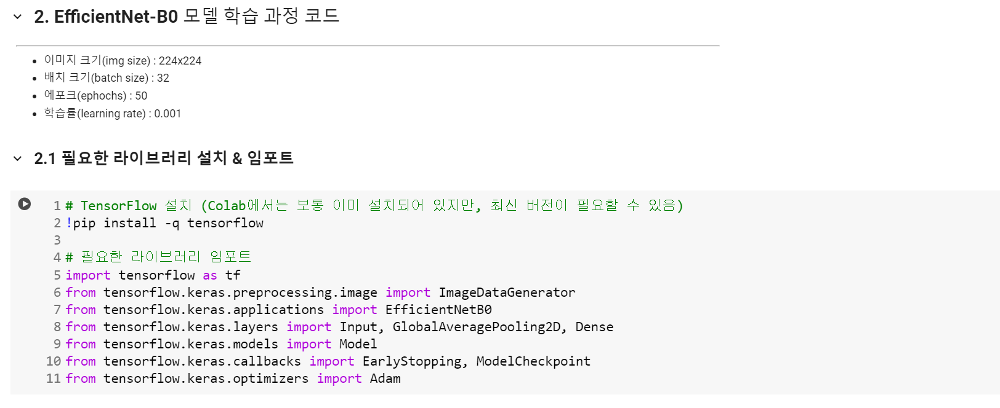 2. EfficientNet-B0 모델 학습 과정 코드
이미지 크기(img size) : 224x224
배치 크기(batch size) : 32
에포크(ephochs) : 50
학습률(learning rate) : 0.001
2.1 필요한 라이브러리 설치 & 임포트
1 # TensorFlow 설치 (Colab에서는 보통 이미 설치되어 있지만, 최신 버전이 필요할 수 있음)
2 !pip install -q tensorflow
3
4 # 필요한 라이브러리 임포트
5 import tensorflow as tf
6 from tensorflow.keras.preprocessing.image import ImageDataGenerator
7 from tensorflow.keras.applications import EfficientNetB0
8 from tensorflow.keras.layers import Input, GlobalAveragePooling2D, Dense
9 from tensorflow.keras.models import Model
10 from tensorflow.keras.callbacks import EarlyStopping, ModelCheckpoint
11 from tensorflow.keras.optimizers import Adam